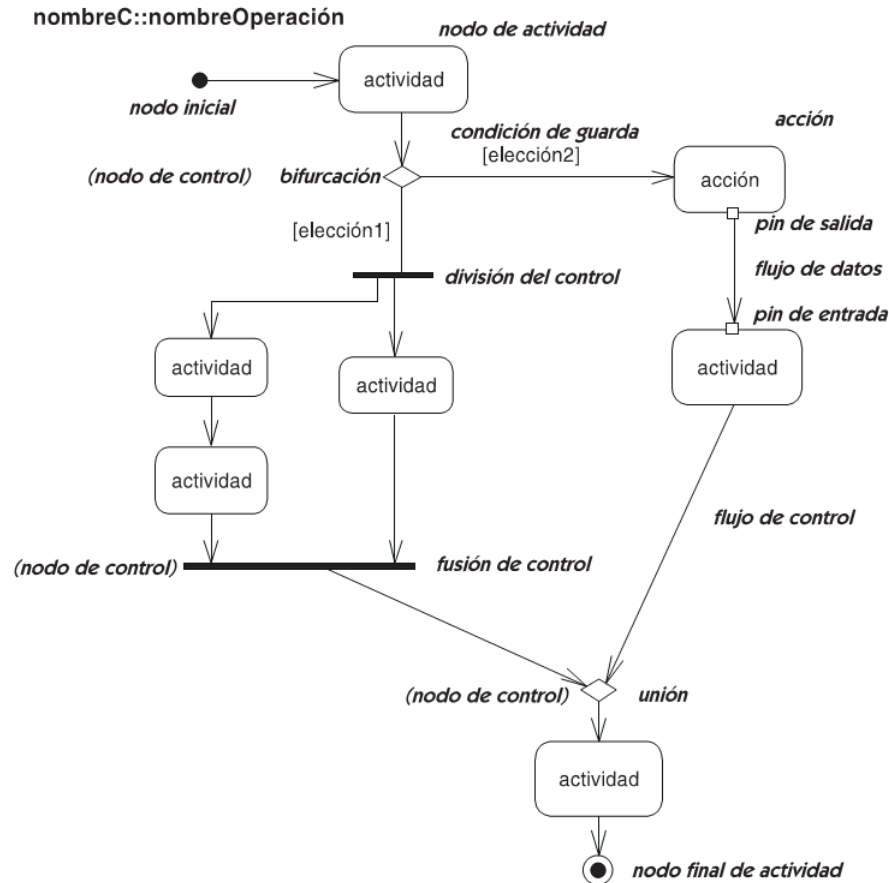 nombreC::nombreOperación
nodo de actividad
actividad
nodo inicial
condición de guarda
acción
[elección2]
(nodo de control)
bifurcación
acción
[elección1]
pin de salida
división del control
flujo de datos
pin de entrada
actividad
actividad
actividad
actividad
flujo de control
(nodo de control)
fusión de control
(nodo de control)
unión
actividad
nodo final de actividad